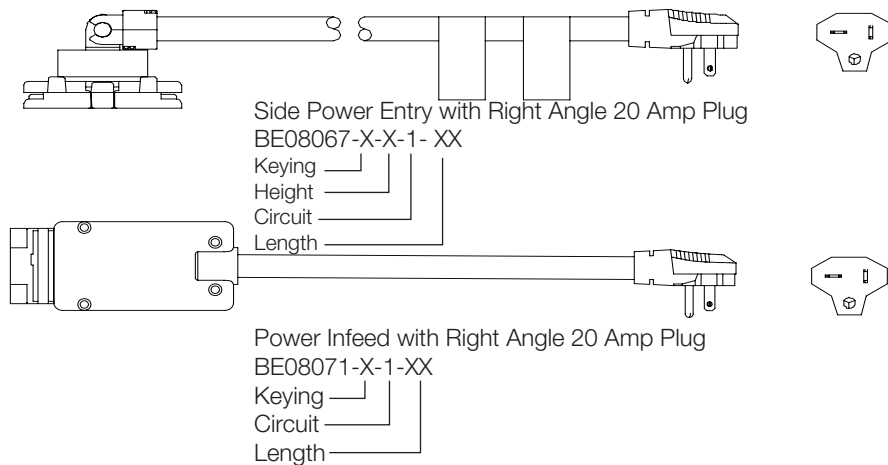 Side Power Entry with Right Angle 20 Amp Plug
BE08067-X-X-1- XX
Keying
Height
Circuit
Length
Power Infeed with Right Angle 20 Amp Plug
BE08071-X-1-XX
Keying
Circuit
Length